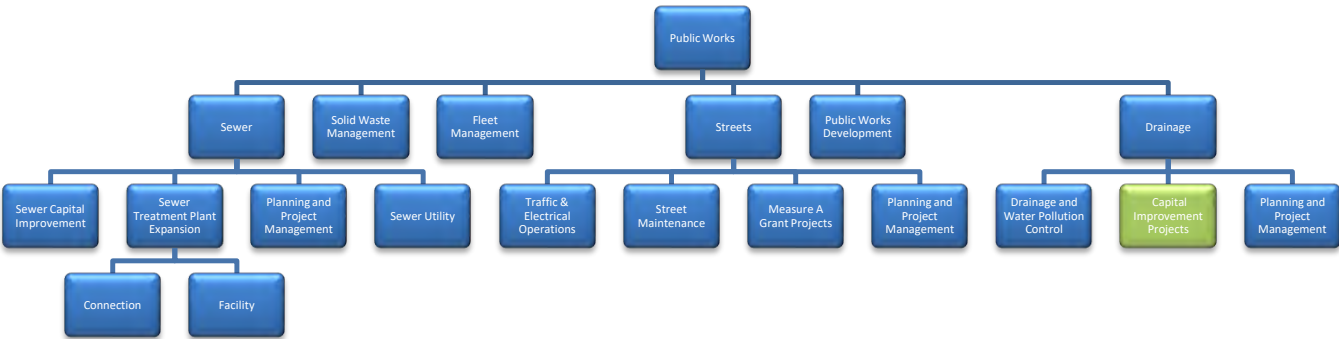 Public Works
Sewer
Solid Waste
Management
Fleet
Management
Streets
Public Works
Development
Drainage
Sewer Capital
Improvement
Sewer
Treatment Plant
Expansion
Planning and
Project
Management
Sewer Utility
Traffic &
Electrical
Operations
Street
Maintenance
Measure A
Grant Projects
Planning and
Project
Management
Drainage and
Water Pollution
Control
Capital
Improvement
Projects
Planning and
Project
Management
Connection
Facility